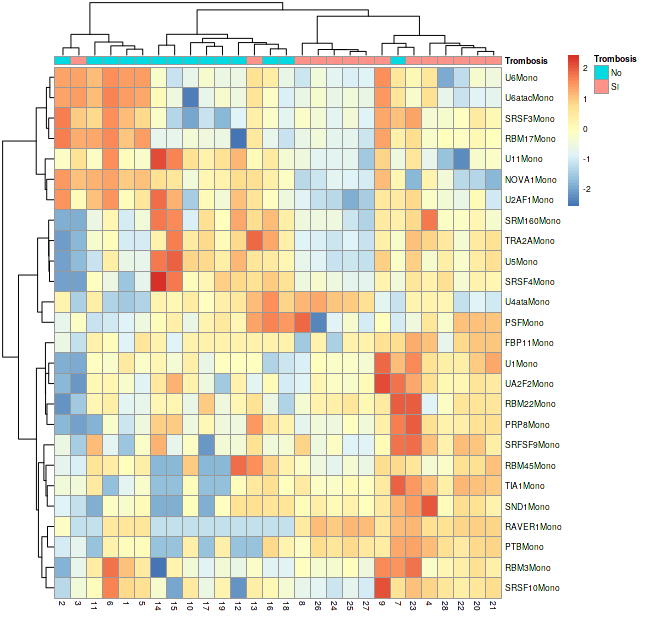 Trombosis
U6Mono
U6atacMono
SRSF3Mono
RBM17Mono
U11Mono
NOVA1Mono
U2AF1Mono
SRM160Mono
TRA2AMono
U5Mono
SRSF4Mono
U4ataMono
PSFMono
FBP11Mono
U1Mono
UA2F2Mono
RBM22Mono
PRP8Mono
SRFSF9Mono
RBM45Mono
TIA1Mono
SND1Mono
RAVER1Mono
PTBMono
RBM3Mono
SRSF10Mono
2 3 11 6 1 5 14 15 10 17 19 12 13 16 18 8 26 24 25 27 9 7 23 4 28 22 20 21
2
1
0
-1
-2
Trombosis
No
SI